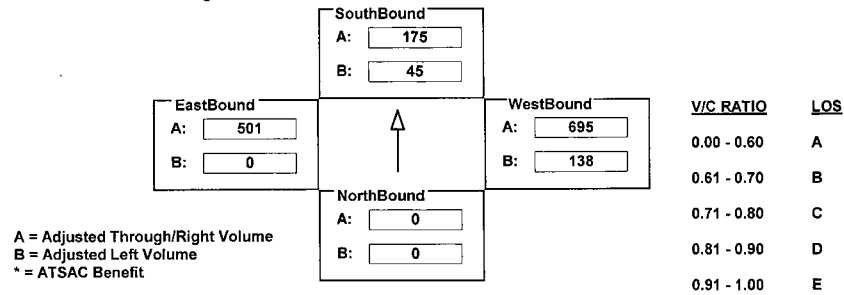 SouthBound
A: 175
B: 45
EastBound
A: 501
B: 0
WestBound
A: 695
B: 138
NorthBound
A: 0
B: 0
A = Adjusted Through/Right Volume
B = Adjusted Left Volume
* = ATSAC Benefit
V/C RATIO LOS
0.00 - 0.60 A
0.61 - 0.70 B
0.71 - 0.80 C
0.81 - 0.90 D
0.91 - 1.00 E